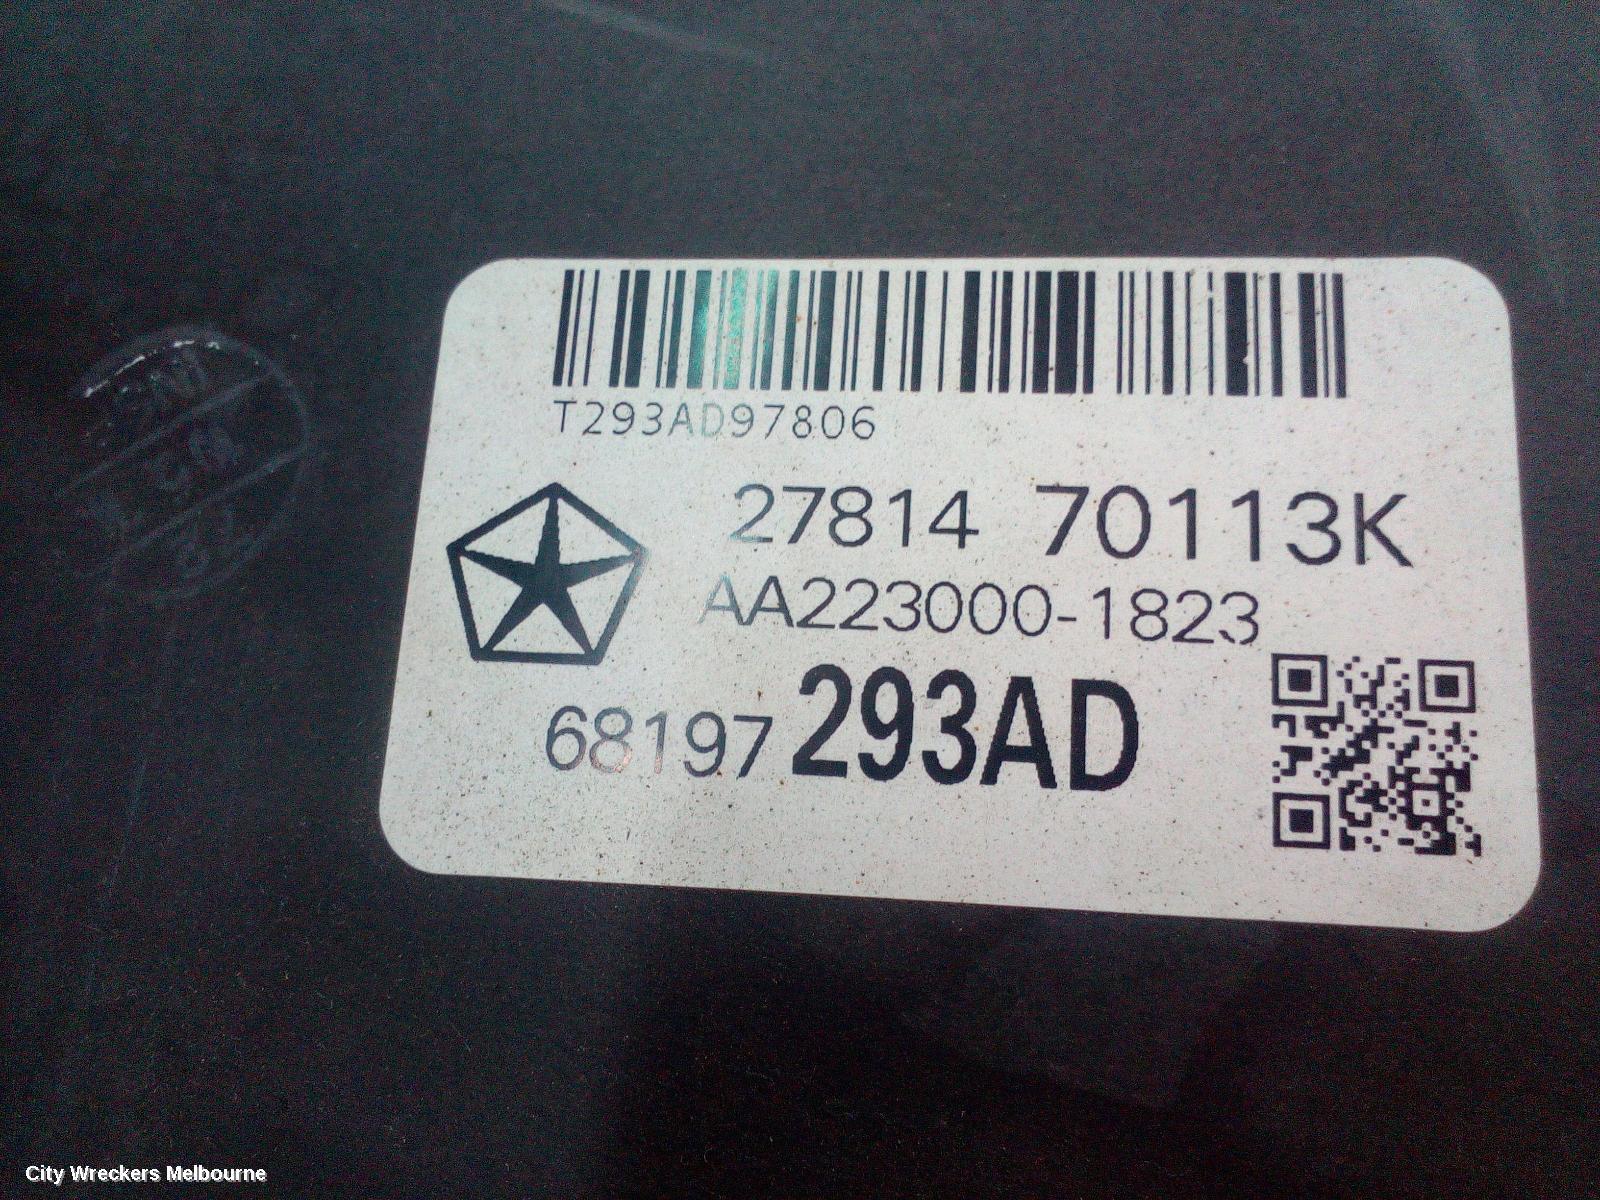 T293AD97806
27814 70113K
AA223000-1823
68197 293AD
City Wreckers Melbourne